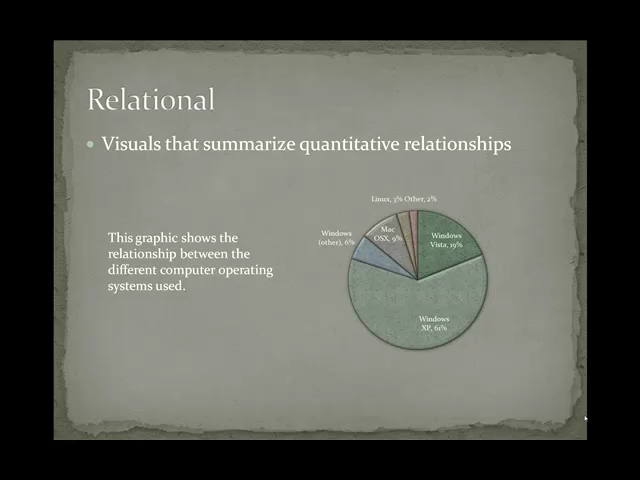 Relational
• Visuals that summarize quantitative relationships
This graphic shows the
relationship between the
different computer operating
systems used.
Linux, 3% Other, 2%
Windows
(other), 6%
Mac
OSX, 9%
Windows
Vista, 19%
Windows
XP, 61%